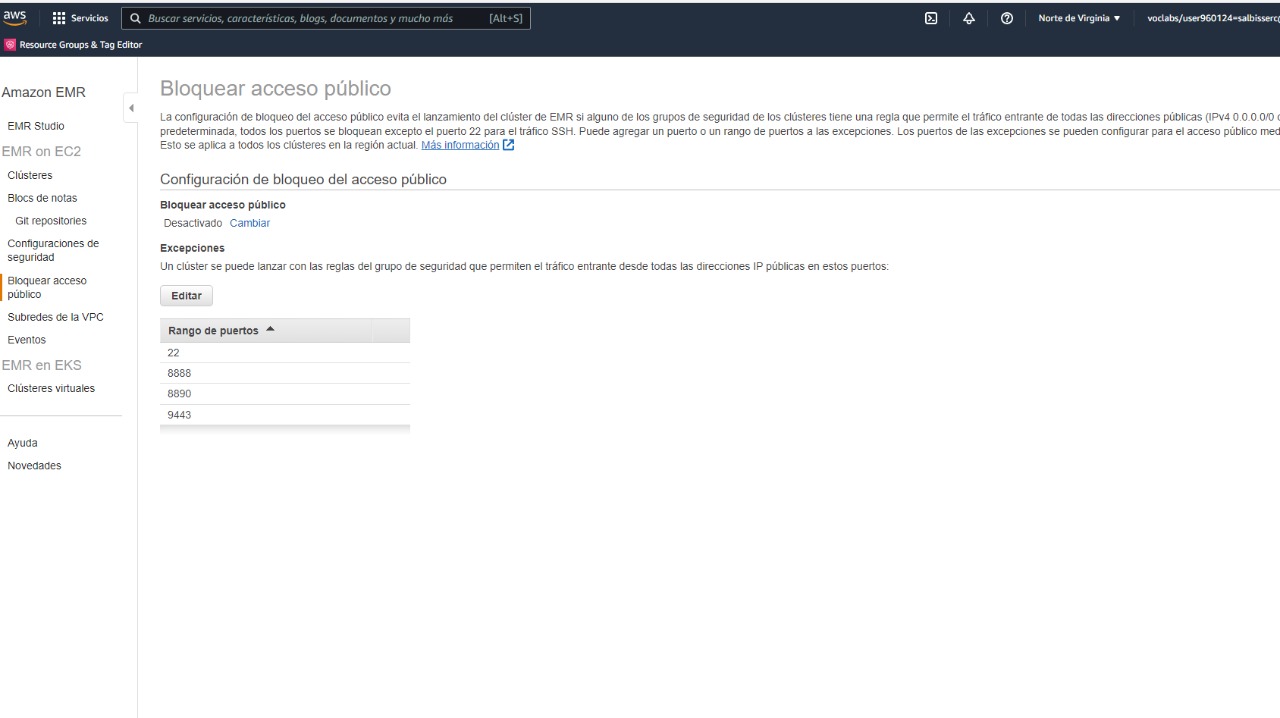 aws
Servicios
Buscar servicios, características, blogs, documentos y mucho más
[Alt+S]
Norte de Virginia
voclabs/user960124=salbisserc@
Resource Groups & Tag Editor
Amazon EMR
EMR Studio
EMR on EC2
Clústeres
Blocs de notas
Git repositories
Configuraciones de
seguridad
Bloquear acceso
público
Subredes de la VPC
Eventos
EMR en EKS
Clústeres virtuales
Ayuda
Novedades
Bloquear acceso público
La configuración de bloqueo del acceso público evita el lanzamiento del clúster de EMR si alguno de los grupos de seguridad de los clústeres tiene una regla que permite el tráfico entrante de todas las direcciones públicas (IPv4 0.0.0.0/0
predeterminada, todos los puertos se bloquean excepto el puerto 22 para el tráfico SSH. Puede agregar un puerto o un rango de puertos a las excepciones. Los puertos de las excepciones se pueden configurar para el acceso público med
Esto se aplica a todos los clústeres en la región actual. Más información
Configuración de bloqueo del acceso público
Bloquear acceso público
Desactivado Cambiar
Excepciones
Un clúster se puede lanzar con las reglas del grupo de seguridad que permiten el tráfico entrante desde todas las direcciones IP públicas en estos puertos:
Editar
Rango de puertos
22
8888
8890
9443